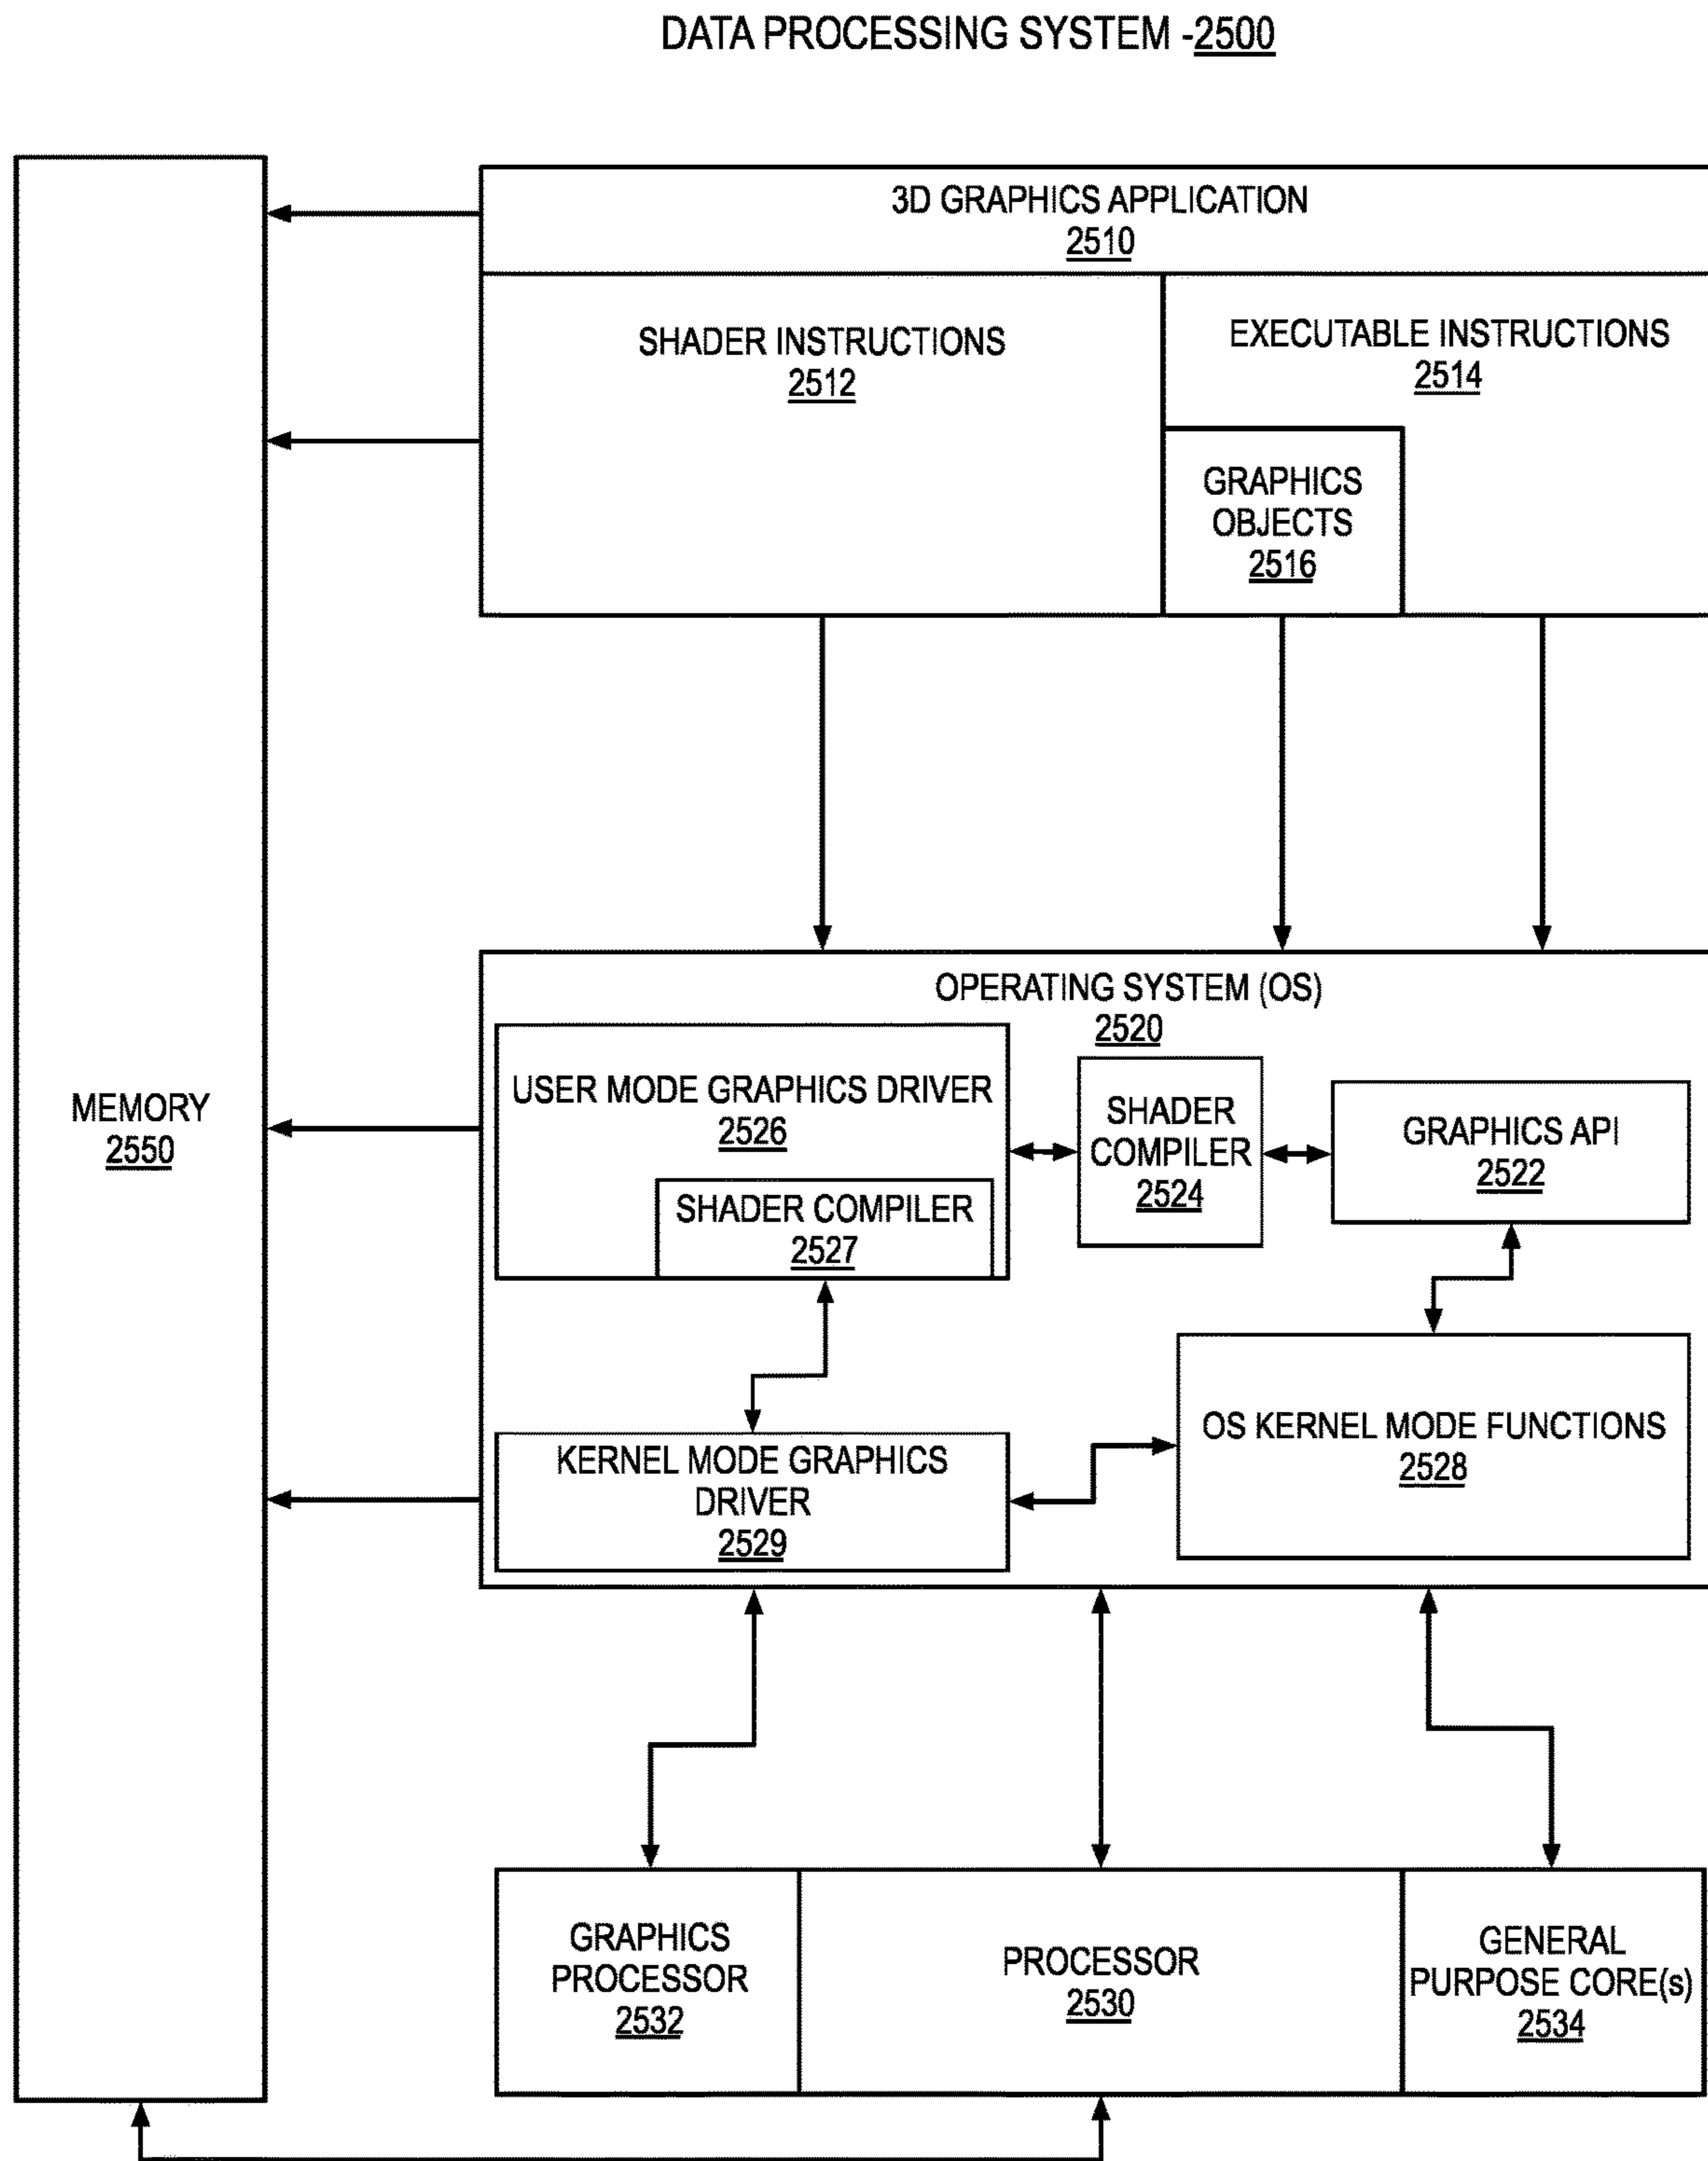 DATA PROCESSING SYSTEM -2500
3D GRAPHICS APPLICATION
2510
SHADER INSTRUCTIONS
2512
EXECUTABLE INSTRUCTIONS
2514
GRAPHICS
OBJECTS
2516
MEMORY
2550
OPERATING SYSTEM (OS)
2520
USER MODE GRAPHICS DRIVER
2526
SHADER COMPILER
2527
SHADER
COMPILER
2524
GRAPHICS API
2522
KERNEL MODE GRAPHICS
DRIVER
2529
OS KERNEL MODE FUNCTIONS
2528
GRAPHICS
PROCESSOR
2532
PROCESSOR
2530
GENERAL
PURPOSE CORE(s)
2534